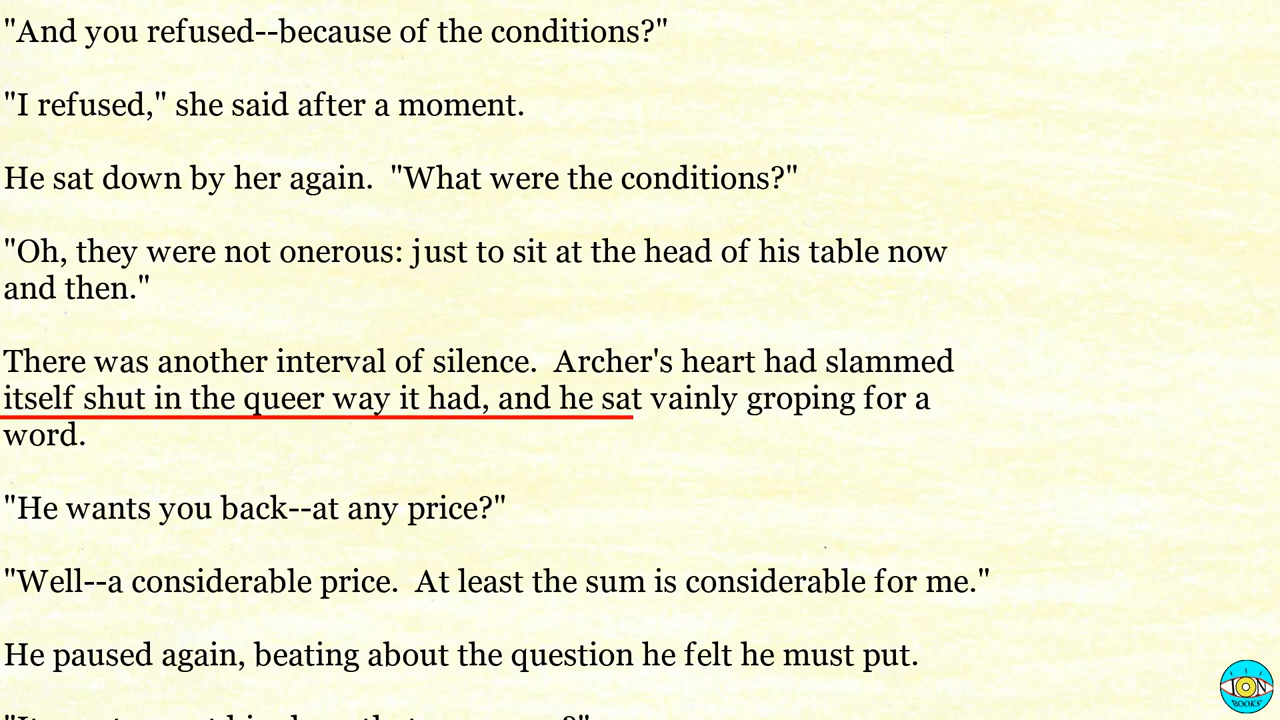 "And you refused--because of the conditions?"
"I refused," she said after a moment.
He sat down by her again.  "What were the conditions?"
"Oh, they were not onerous: just to sit at the head of his table now
and then."
There was another interval of silence.  Archer's heart had slammed
itself shut in the queer way it had, and he sat vainly groping for a
word.
"He wants you back--at any price?"
"Well--a considerable price.  At least the sum is considerable for me."
He paused again, beating about the question he felt he must put.
ION
BOOKS